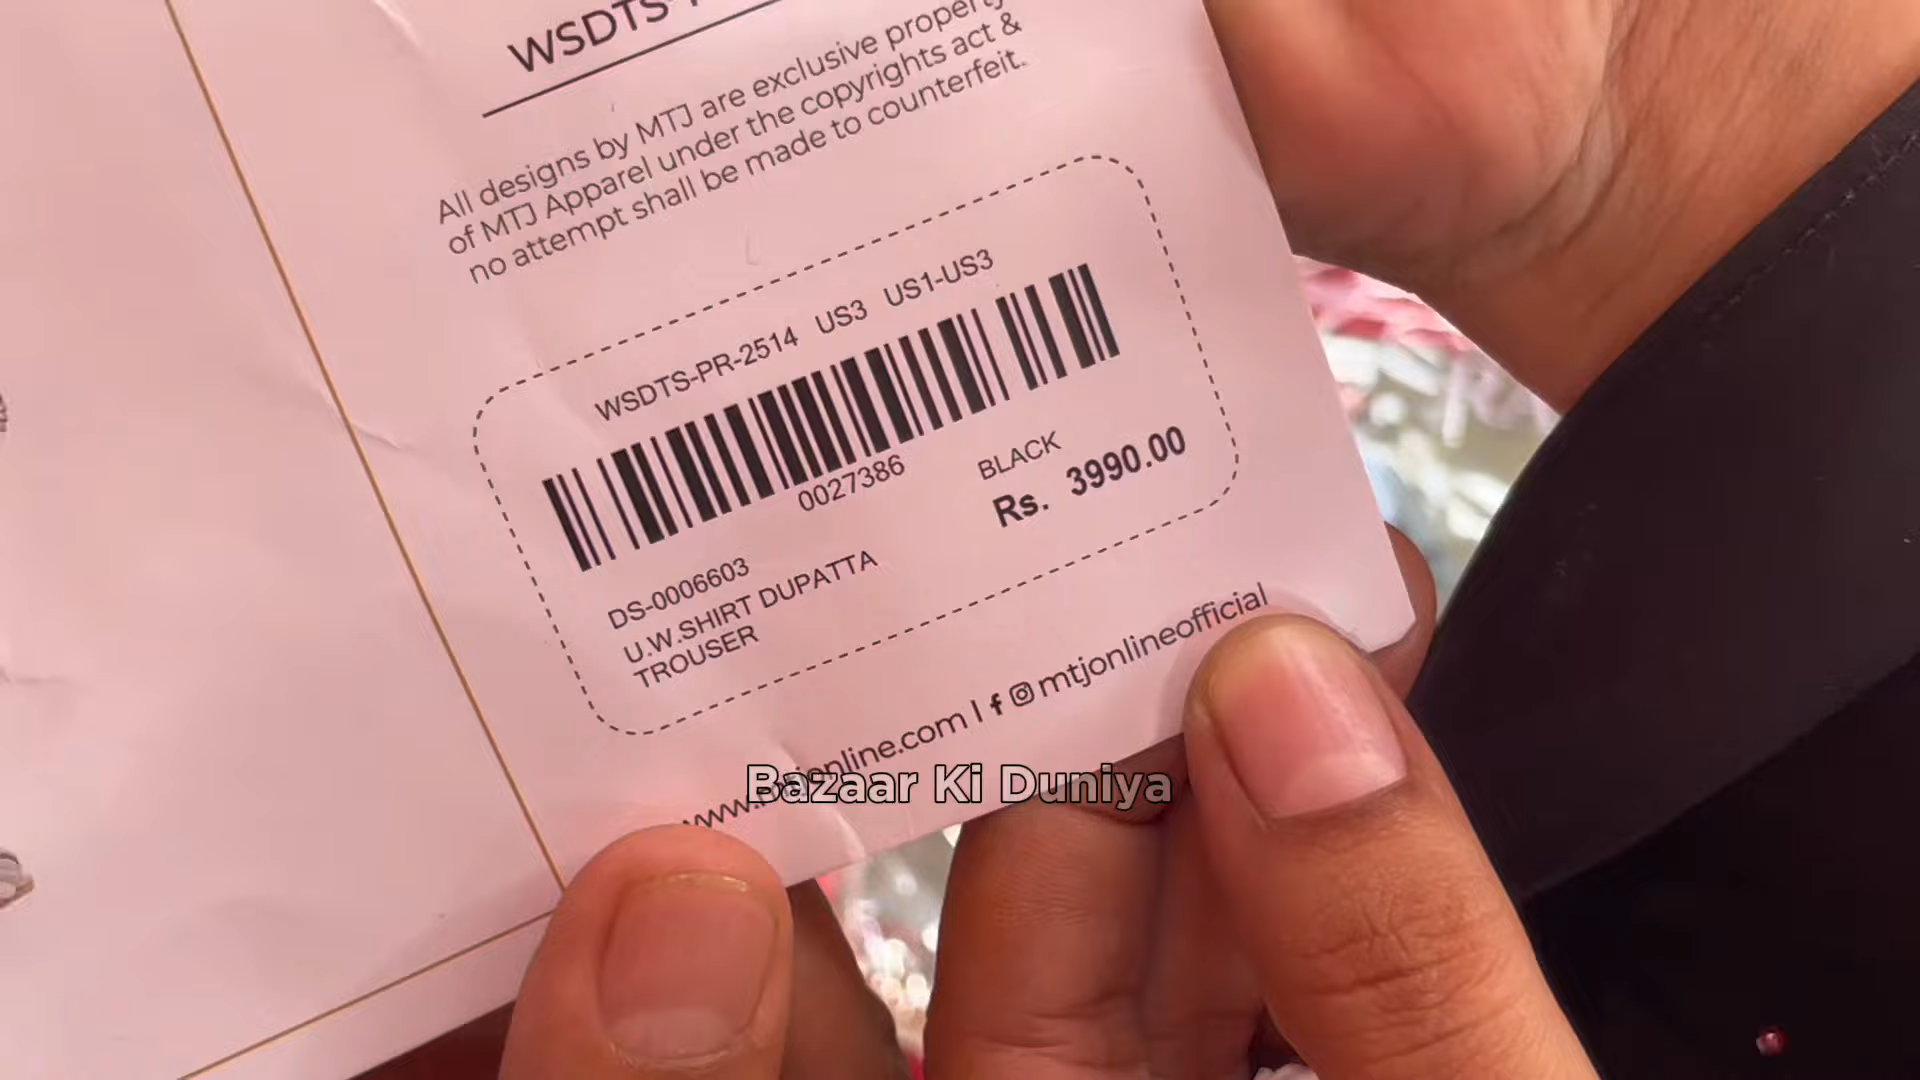 WSDTS-
All designs by MTJ are exclusive property
of MTJ Apparel under the copyrights act &
no attempt shall be made to counterfeit.
WSDTS-PR-2514 US3 US1-US3
0027386
BLACK
Rs. 3990.00
DS-0006603
U.W.SHIRT DUPATTA
TROUSER
www.mtjonline.com | mtjonlineofficial
Bazaar Ki Duniya